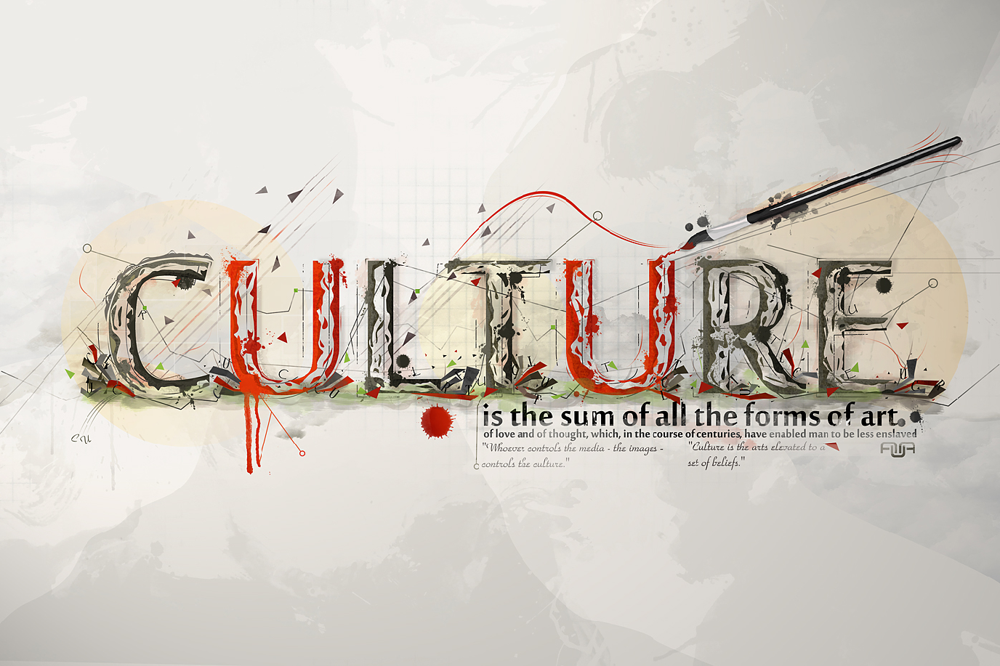 CULTURE
is the sum of all the forms of art.
of love and of thought, which, in the course of centuries, have enabled man to be less enslaved
"Whoever controls the media - the images -
controls the culture."
"Culture is the arts elevated to a
set of beliefs."